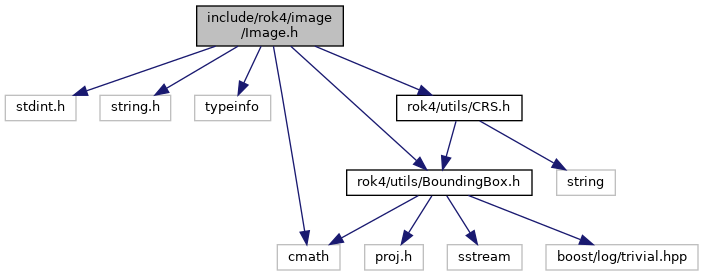 include/rok4/image
/Image.h
stdint.h
string.h
typeinfo
rok4/utils/CRS.h
rok4/utils/BoundingBox.h
string
cmath
proj.h
sstream
boost/log/trivial.hpp